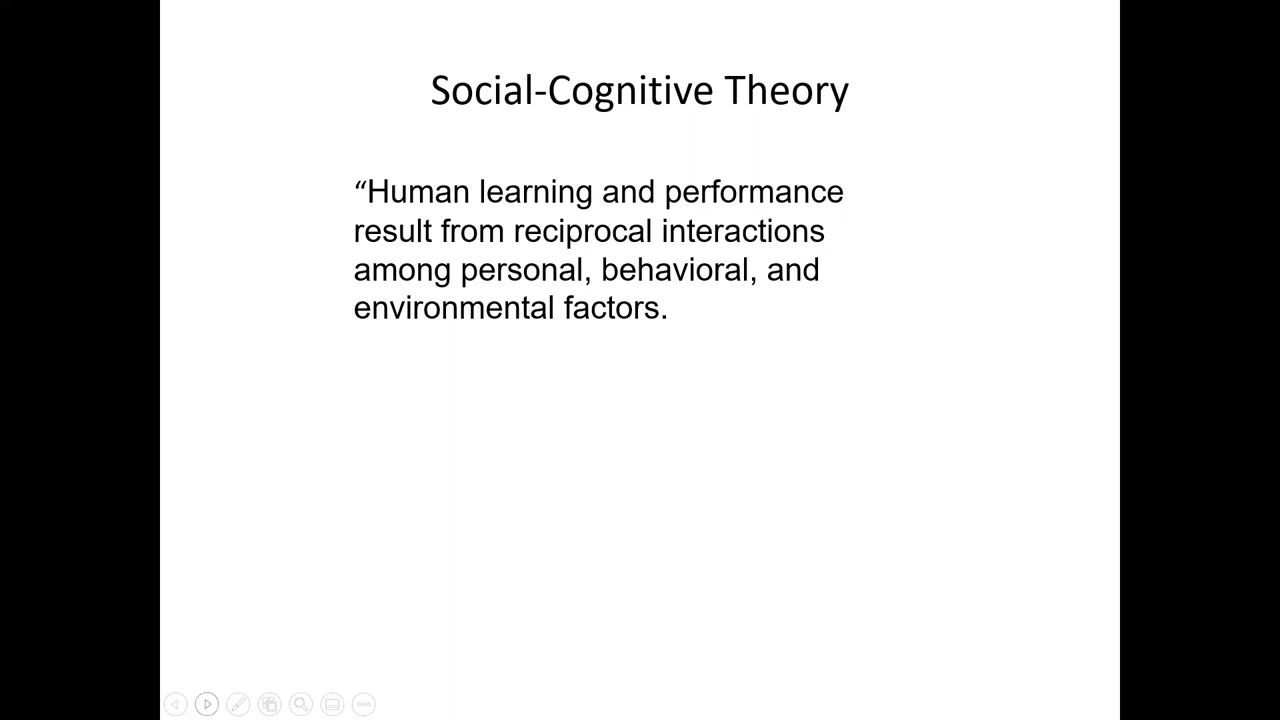 Social-Cognitive Theory
“Human learning and performance
result from reciprocal interactions
among personal, behavioral, and
environmental factors.